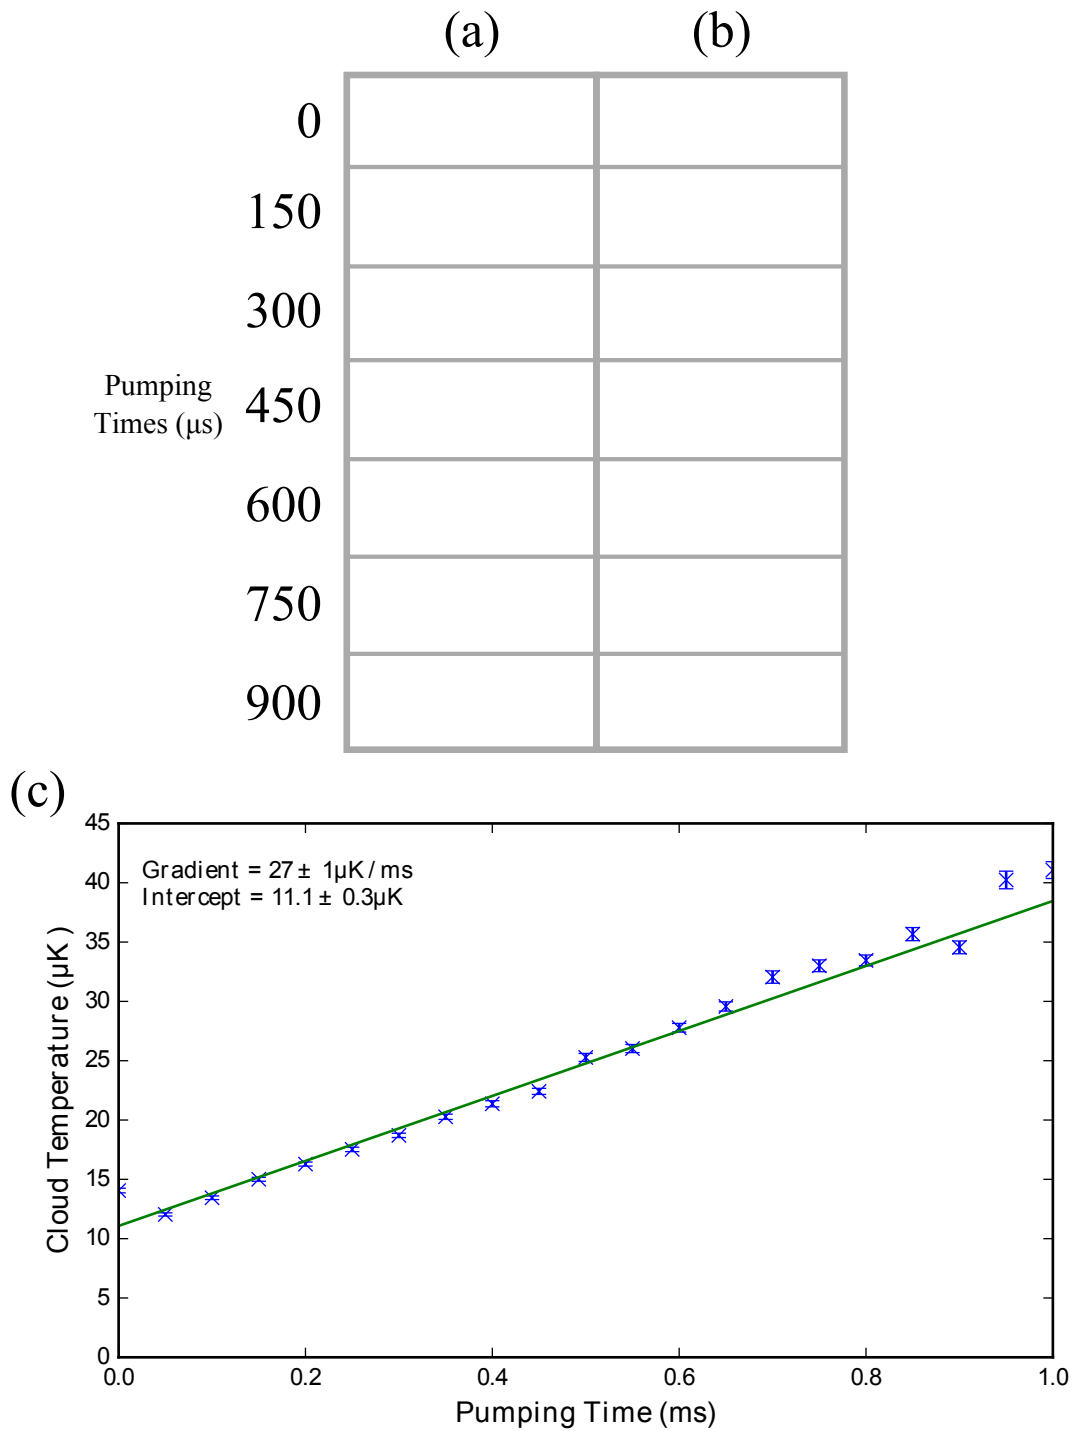 (a) (b)
0
150
300
Pumping
Times (μs)
450
600
750
900
(c)
45
40
35
30
25
20
15
10
5
0
Cloud Temperature (μK)
Gradient = 27 ± 1μK/ms
Intercept = 11.1 ± 0.3μK
0.0 0.2 0.4 0.6 0.8 1.0
Pumping Time (ms)